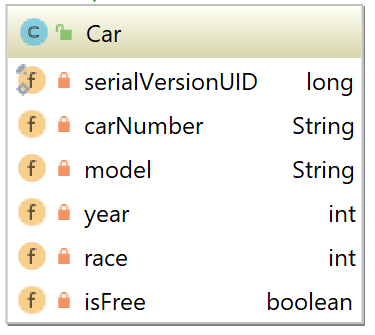 C Car
f serialVersionUID long
f carNumber String
f model String
f year int
f race int
f isFree boolean